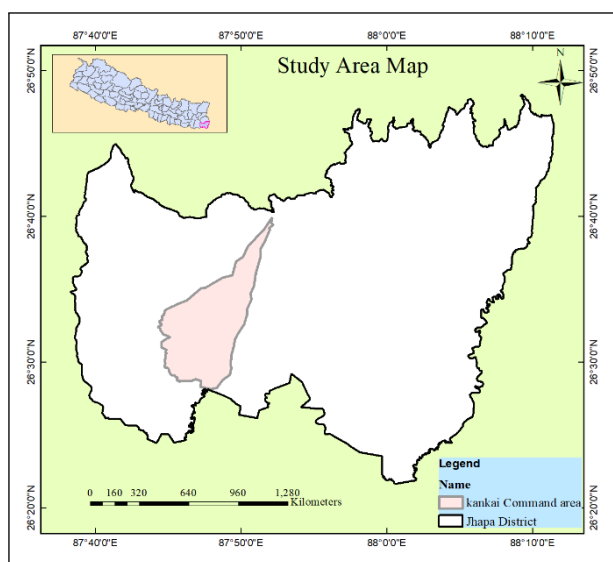 87°40'0"E 87°50'0"E 88°0'0"E 88°10'0"E
Study Area Map
N
26°50'0"N 26°50'0"N
26°40'0"N 26°40'0"N
26°30'0"N 26°30'0"N
26°20'0"N 26°20'0"N
Legend
Name
kankai Command area
Jhapa District
0 160 320 640 960 1,280
Kilometers
87°40'0"E 87°50'0"E 88°0'0"E 88°10'0"E